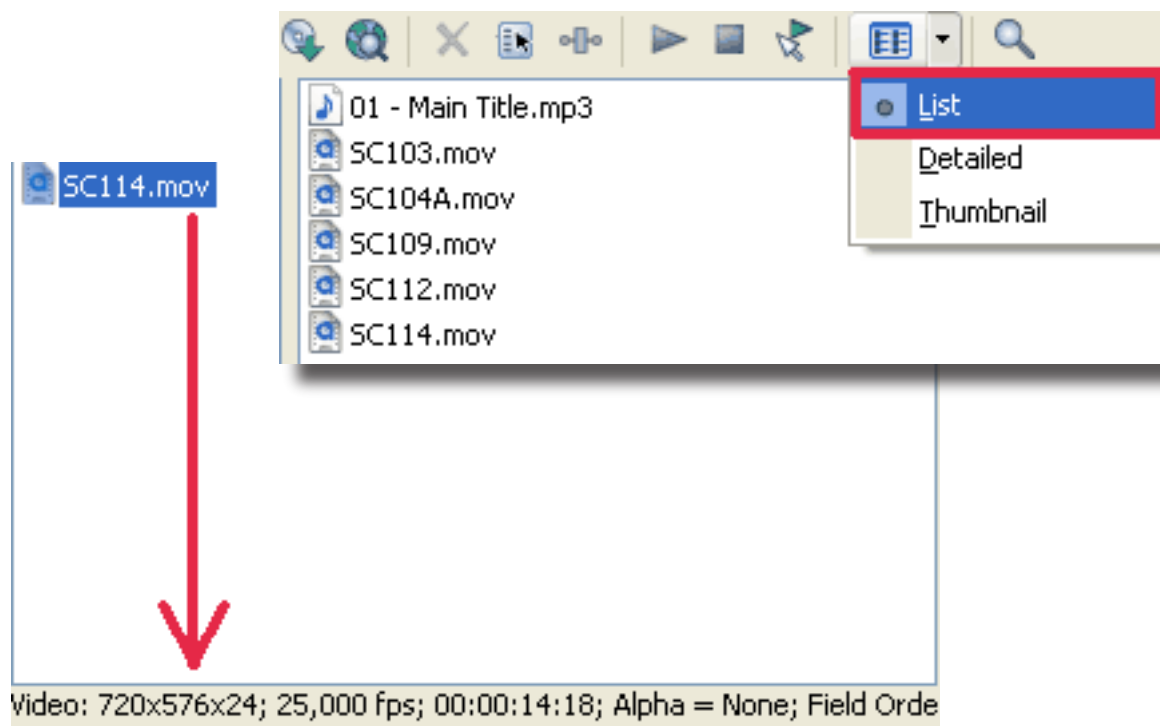 01 - Main Title.mp3
SC103.mov
SC104A.mov
SC109.mov
SC112.mov
SC114.mov
List
Detailed
Thumbnail
SC114.mov
Video: 720x576x24; 25,000 fps; 00:00:14:18; Alpha = None; Field Orde